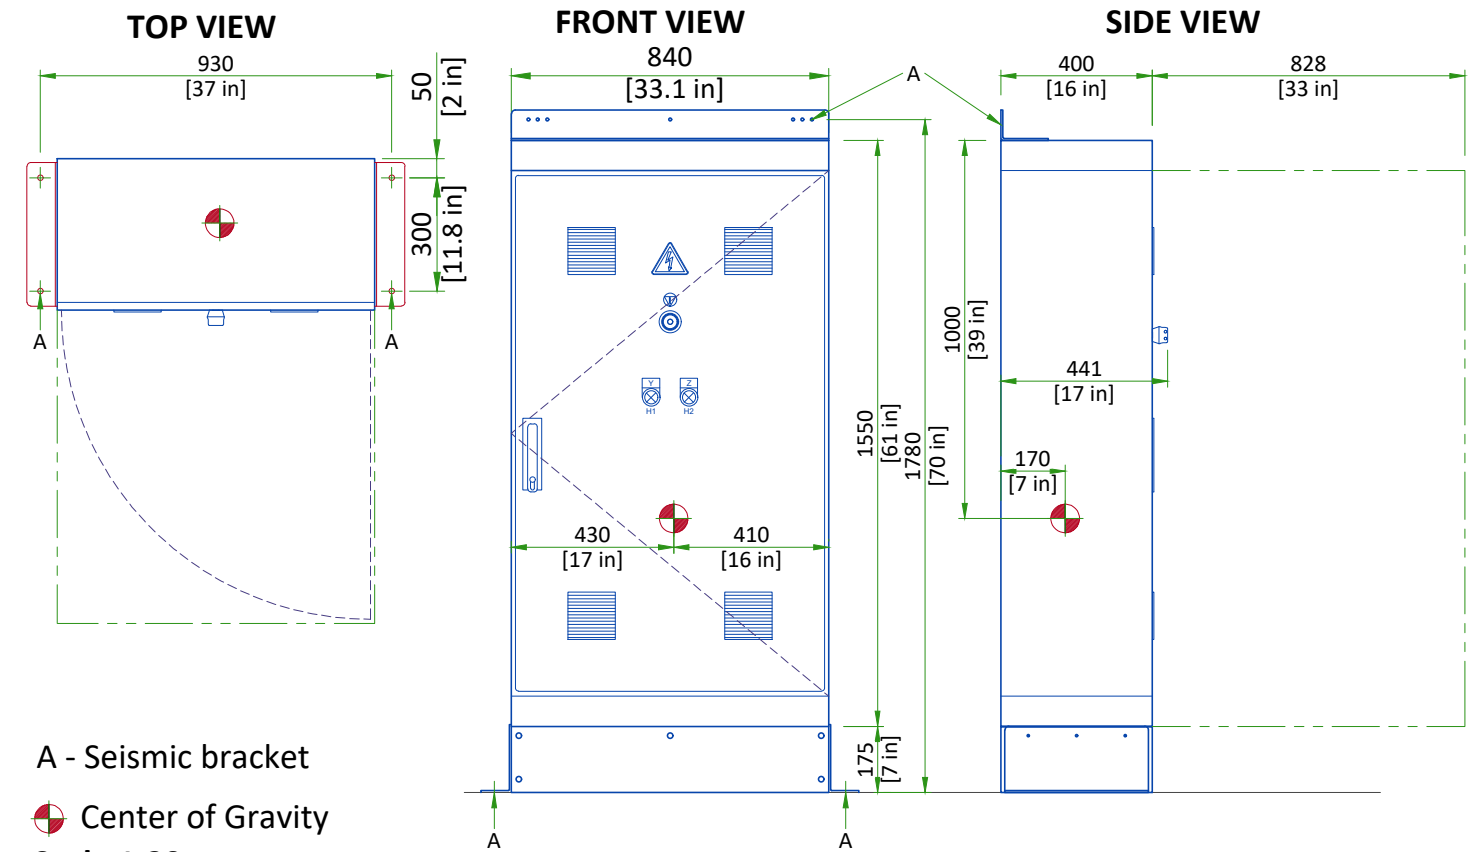 TOP VIEW
FRONT VIEW
SIDE VIEW
930
[37 in]
50
[2 in]
300
[11.8 in]
A
A
840
[33.1 in]
A
Y
Z
H1
H2
430
[17 in]
410
[16 in]
1550
[61 in]
1780
[70 in]
175
[7 in]
A
A
400
[16 in]
828
[33 in]
1000
[39 in]
441
[17 in]
170
[7 in]
A - Seismic bracket
Center of Gravity